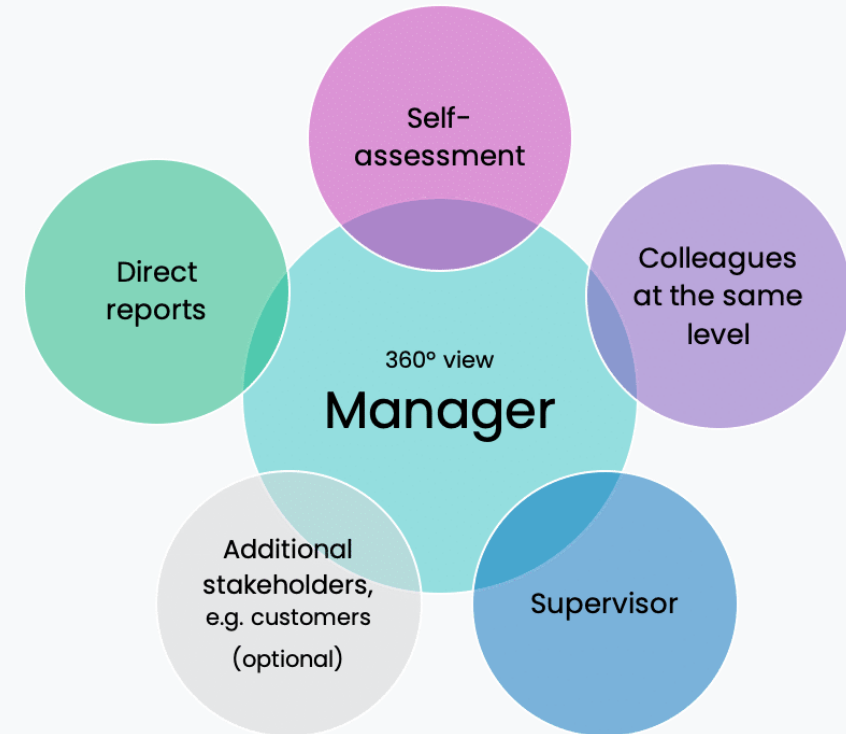 Self-
assessment
Direct
reports
Colleagues
at the same
level
360° view
Manager
Additional
stakeholders,
e.g. customers
(optional)
Supervisor